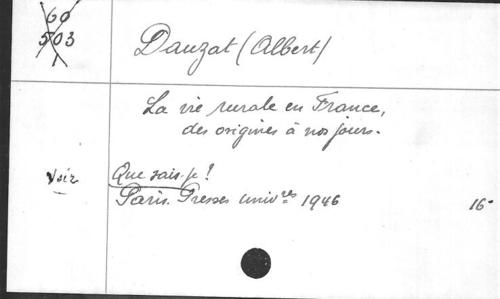 60
503
1
Dauzat (Albert)
La vie rurale en France,
des origines à nos jours.
Voir
Que sais-je !
Paris. Presses univres 1946
16°